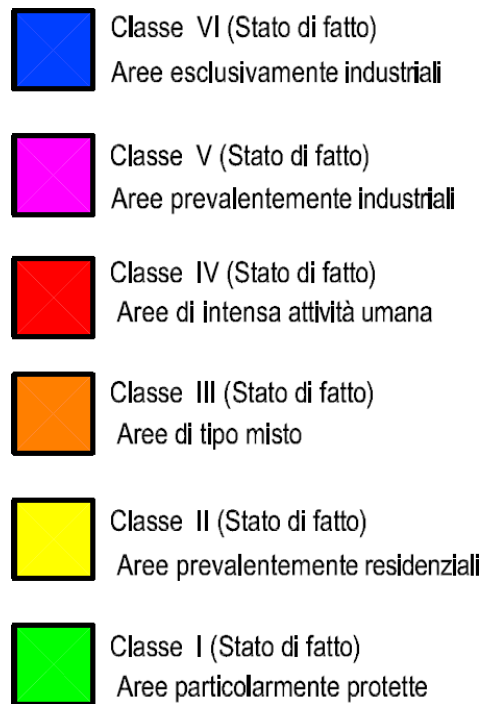 Classe VI (Stato di fatto)
Aree esclusivamente industriali
Classe V (Stato di fatto)
Aree prevalentemente industriali
Classe IV (Stato di fatto)
Aree di intensa attività umana
Classe III (Stato di fatto)
Aree di tipo misto
Classe II (Stato di fatto)
Aree prevalentemente residenziali
Classe I (Stato di fatto)
Aree particolarmente protette